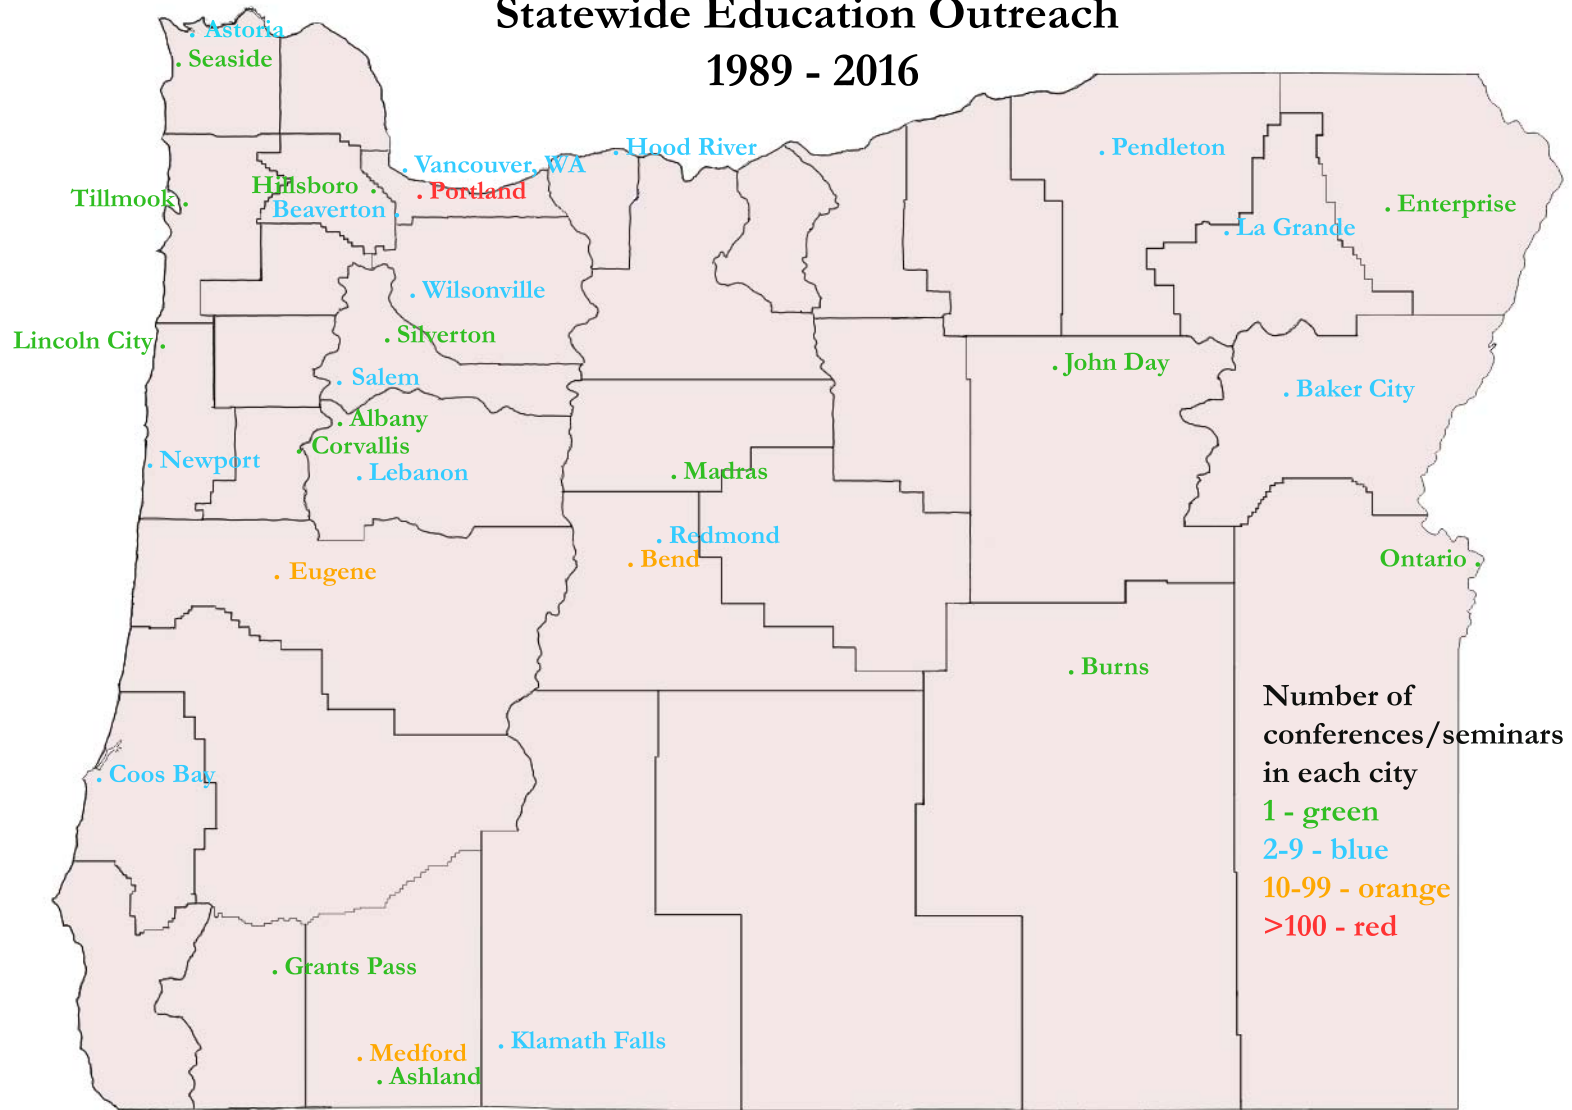 Statewide Education Outreach
1989 - 2016
Astoria
Seaside
Hood River
Pendleton
Vancouver, WA
Hillsboro
Portland
Tillmook
Beaverton
Enterprise
La Grande
Wilsonville
Silverton
Lincoln City
John Day
Salem
Baker City
Albany
Corvallis
Newport
Lebanon
Madras
Redmond
Bend
Ontario
Eugene
Burns
Number of
conferences/seminars
in each city
1 - green
2-9 - blue
10-99 - orange
>100 - red
Coos Bay
Grants Pass
Klamath Falls
Medford
Ashland